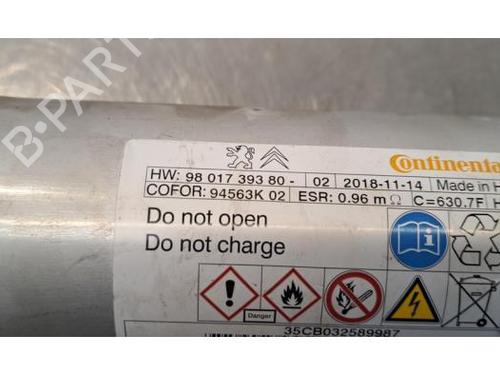 B-PARTS
Continental
HW: 98 017 393 80 - 02 2018-11-14 Made in
COFOR: 94563K 02 ESR: 0.96 mΩ C=630.7F
Do not open
Do not charge
Danger
35CB032589987